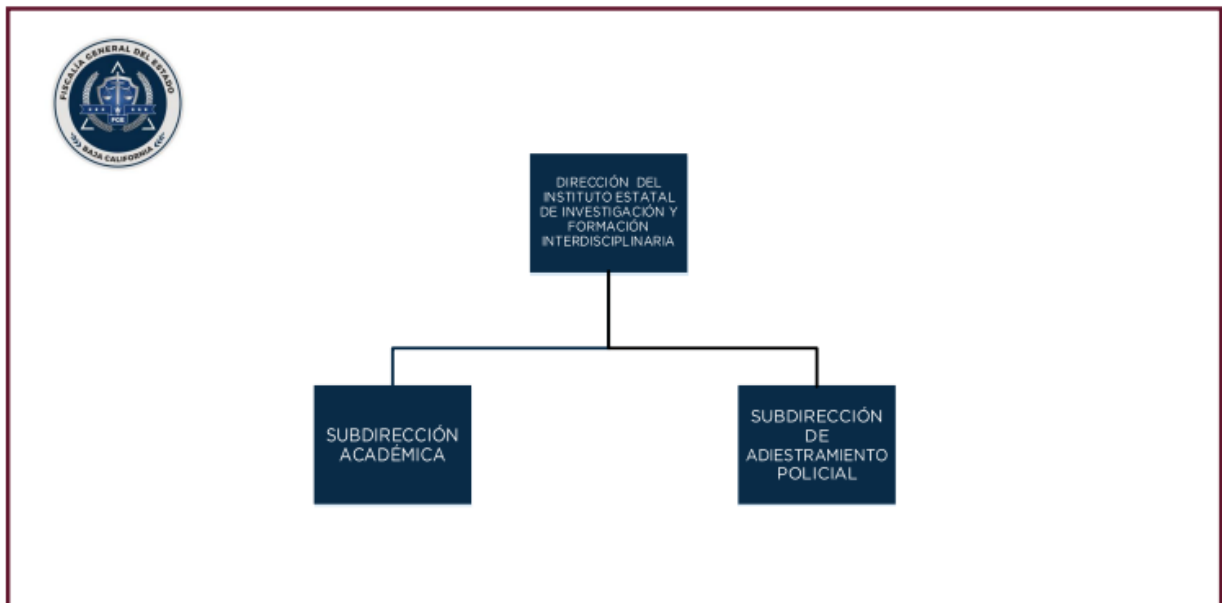 FISCALÍA GENERAL DEL ESTADO
FGE
BAJA CALIFORNIA
DIRECCIÓN DEL
INSTITUTO ESTATAL
DE INVESTIGACIÓN Y
FORMACIÓN
INTERDISCIPLINARIA
SUBDIRECCIÓN
ACADÉMICA
SUBDIRECCIÓN
DE
ADIESTRAMIENTO
POLICIAL